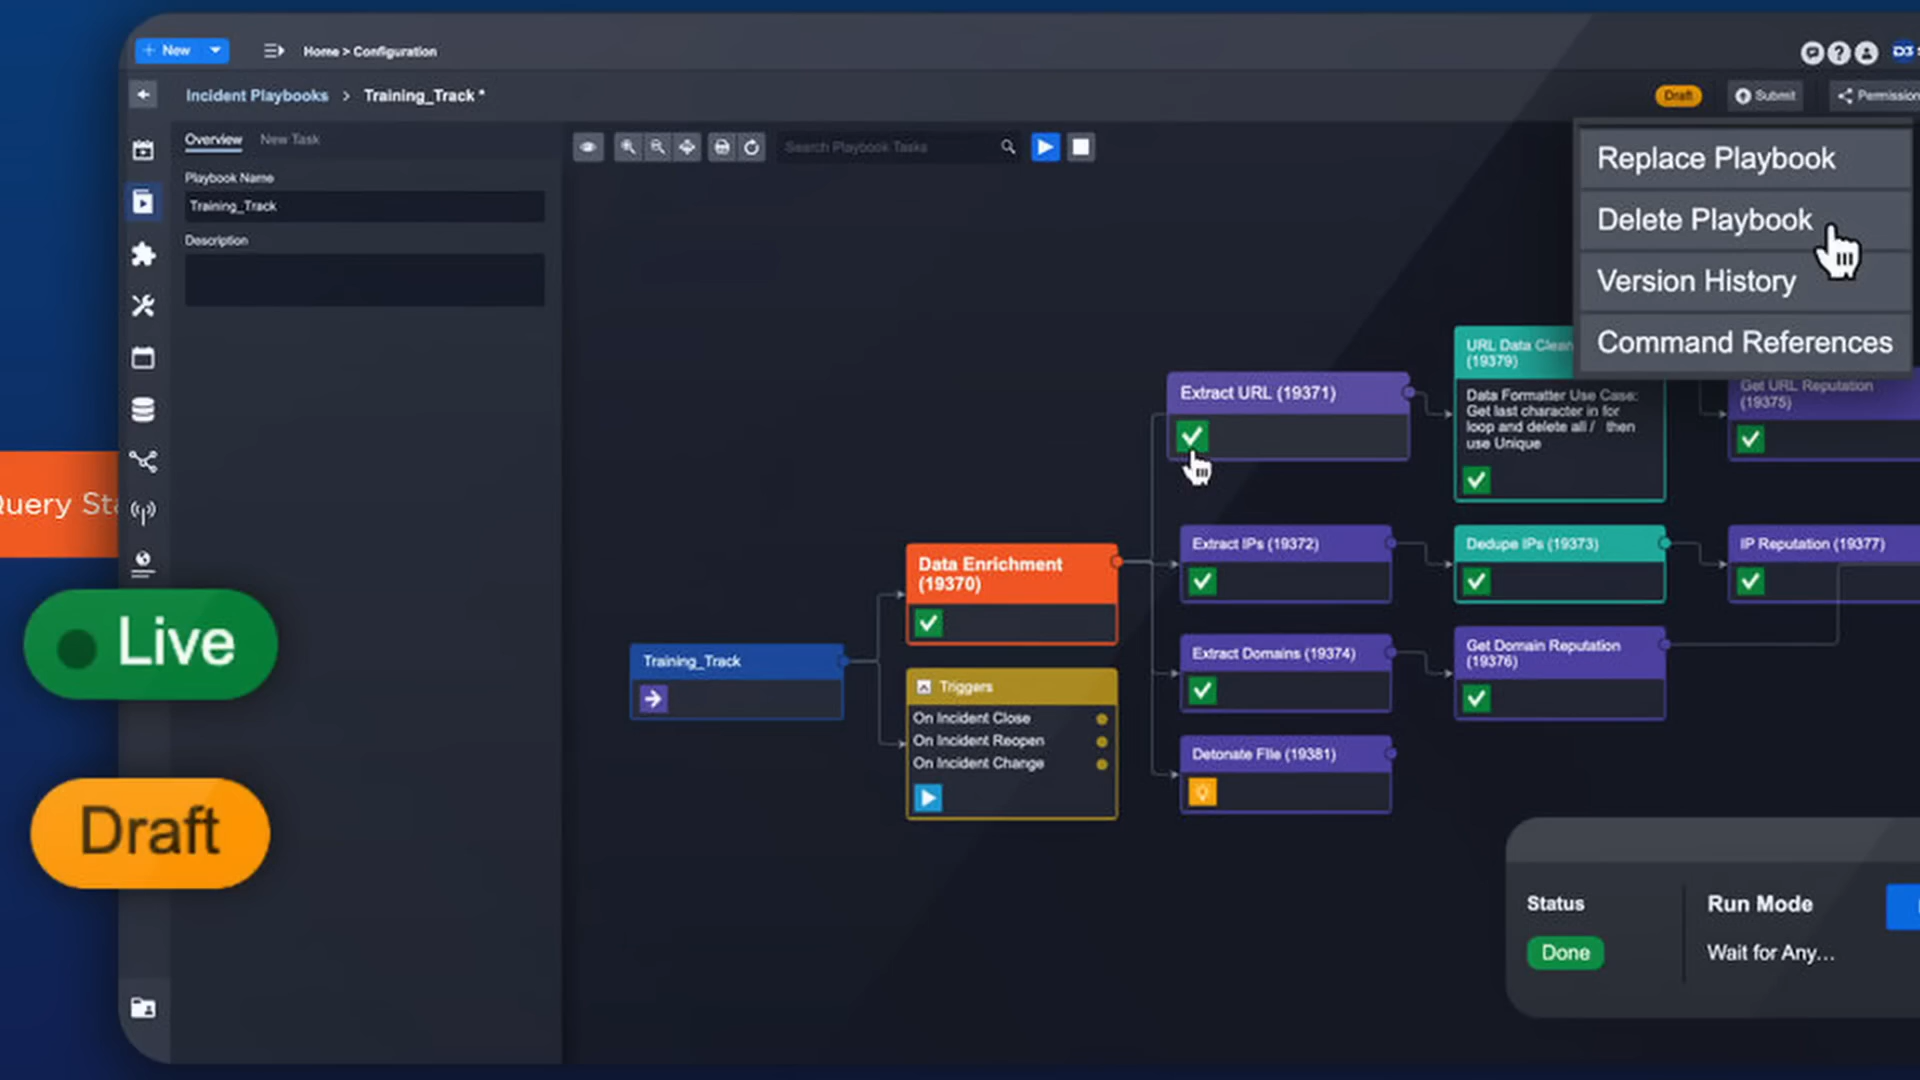 + New
Home > Configuration
D3
Incident Playbooks > Training_Track *
Draft
Submit
Permission
Overview
New Task
Search Playbook Tasks
Playbook Name
Training_Track
Description
Replace Playbook
Delete Playbook
Version History
Command References
Query Sta
Live
Draft
Training_Track
Data Enrichment
(19370)
Triggers
On Incident Close
On Incident Reopen
On Incident Change
Extract URL (19371)
Extract IPs (19372)
Extract Domains (19374)
Detonate FIle (19381)
URL Data Clean
(19379)
Data Formatter Use Case:
Get last character in for
loop and delete all / then
use Unique
Dedupe IPs (19373)
Get Domain Reputation
(19376)
Get URL Reputation
(19375)
IP Reputation (19377)
Status
Done
Run Mode
Wait for Any...